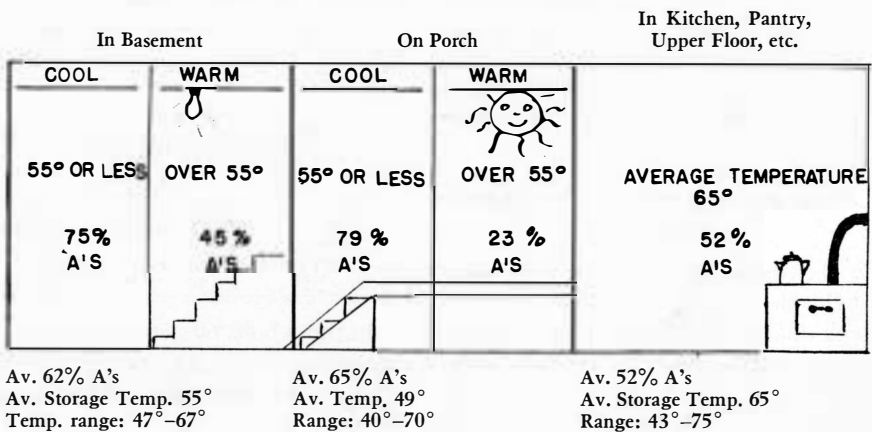 In Basement
On Porch
In Kitchen, Pantry,
Upper Floor, etc.
COOL
WARM
COOL
WARM
55° OR LESS
OVER 55°
55° OR LESS
OVER 55°
AVERAGE TEMPERATURE
65°
75%
A'S
45%
A'S
79%
A'S
23 %
A'S
52%
A'S
Av. 62% A's
Av. Storage Temp. 55°
Temp. range: 47°–67°
Av. 65% A's
Av. Temp. 49°
Range: 40°–70°
Av. 52% A's
Av. Storage Temp. 65°
Range: 43°–75°